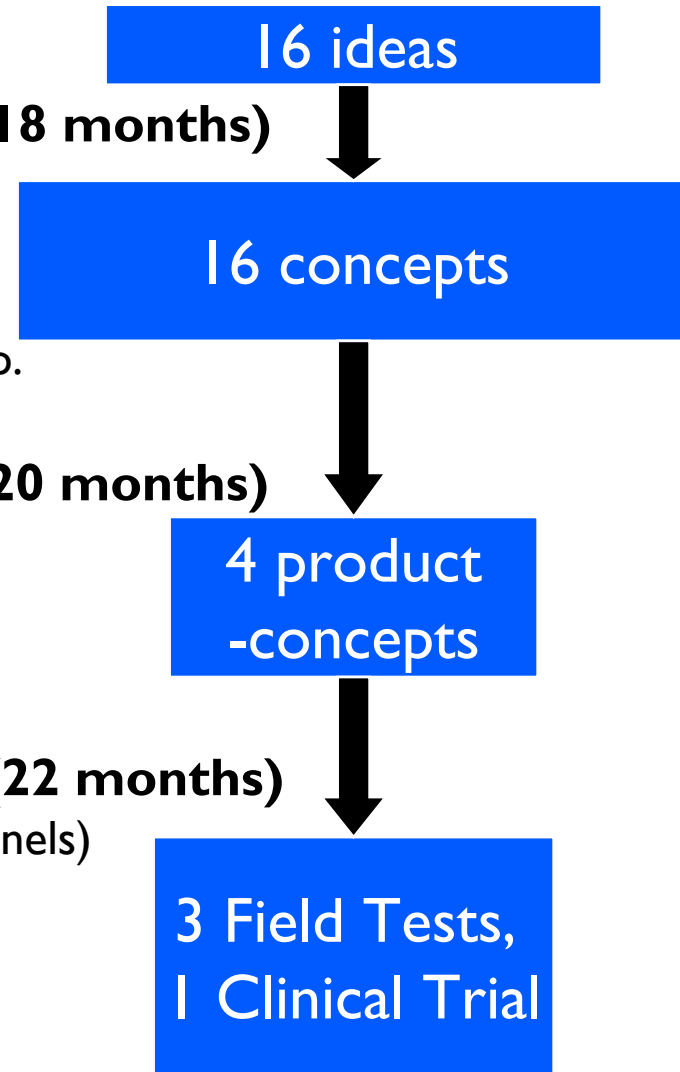 16 ideas
18 months)
16 concepts
o.
20 months)
4 product
-concepts
(22 months)
nels)
3 Field Tests,
1 Clinical Trial